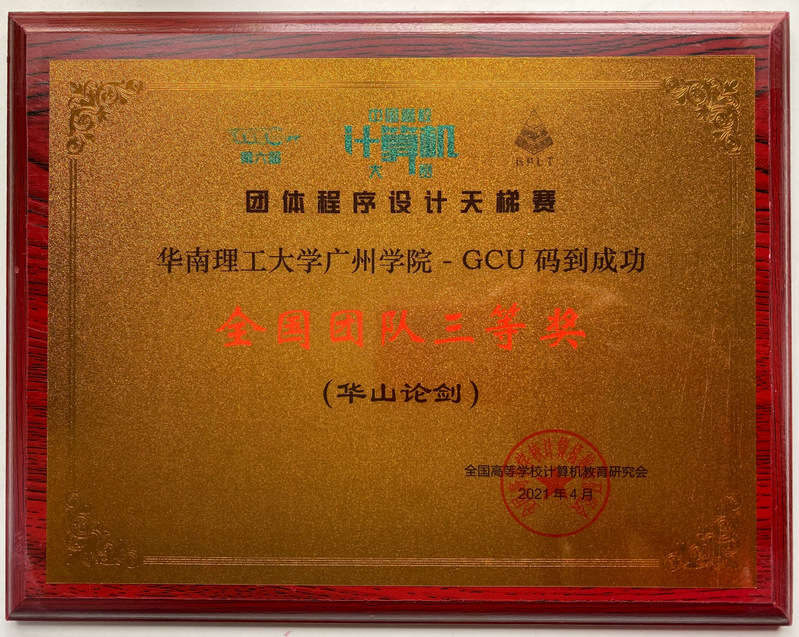 中国高校
计算机
大赛
第六届
GPLT
团体程序设计天梯赛
华南理工大学广州学院 - GCU 码到成功
全国团队三等奖
(华山论剑)
全国高等学校计算机教育研究会
2021 年 4 月